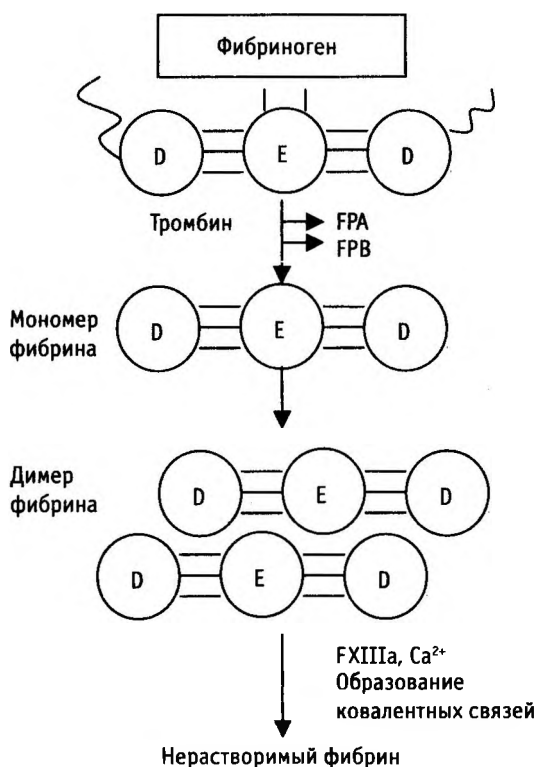 Фибриноген
D E D
Тромбин
FPA
FPB
Мономер
фибрина
D E D
Димер
фибрина
D E D
D E D
FXIIIa, Ca²⁺
Образование
ковалентных связей
Нерастворимый фибрин